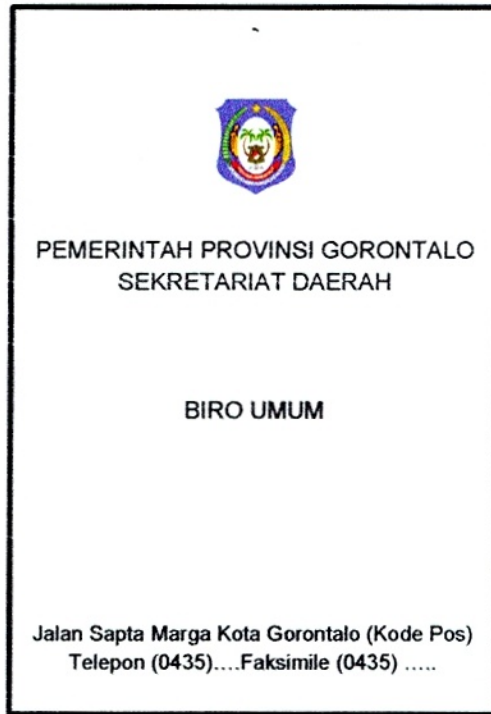 PEMERINTAH PROVINSI GORONTALO
SEKRETARIAT DAERAH
BIRO UMUM
Jalan Sapta Marga Kota Gorontalo (Kode Pos)
Telepon (0435)....Faksimile (0435) .....